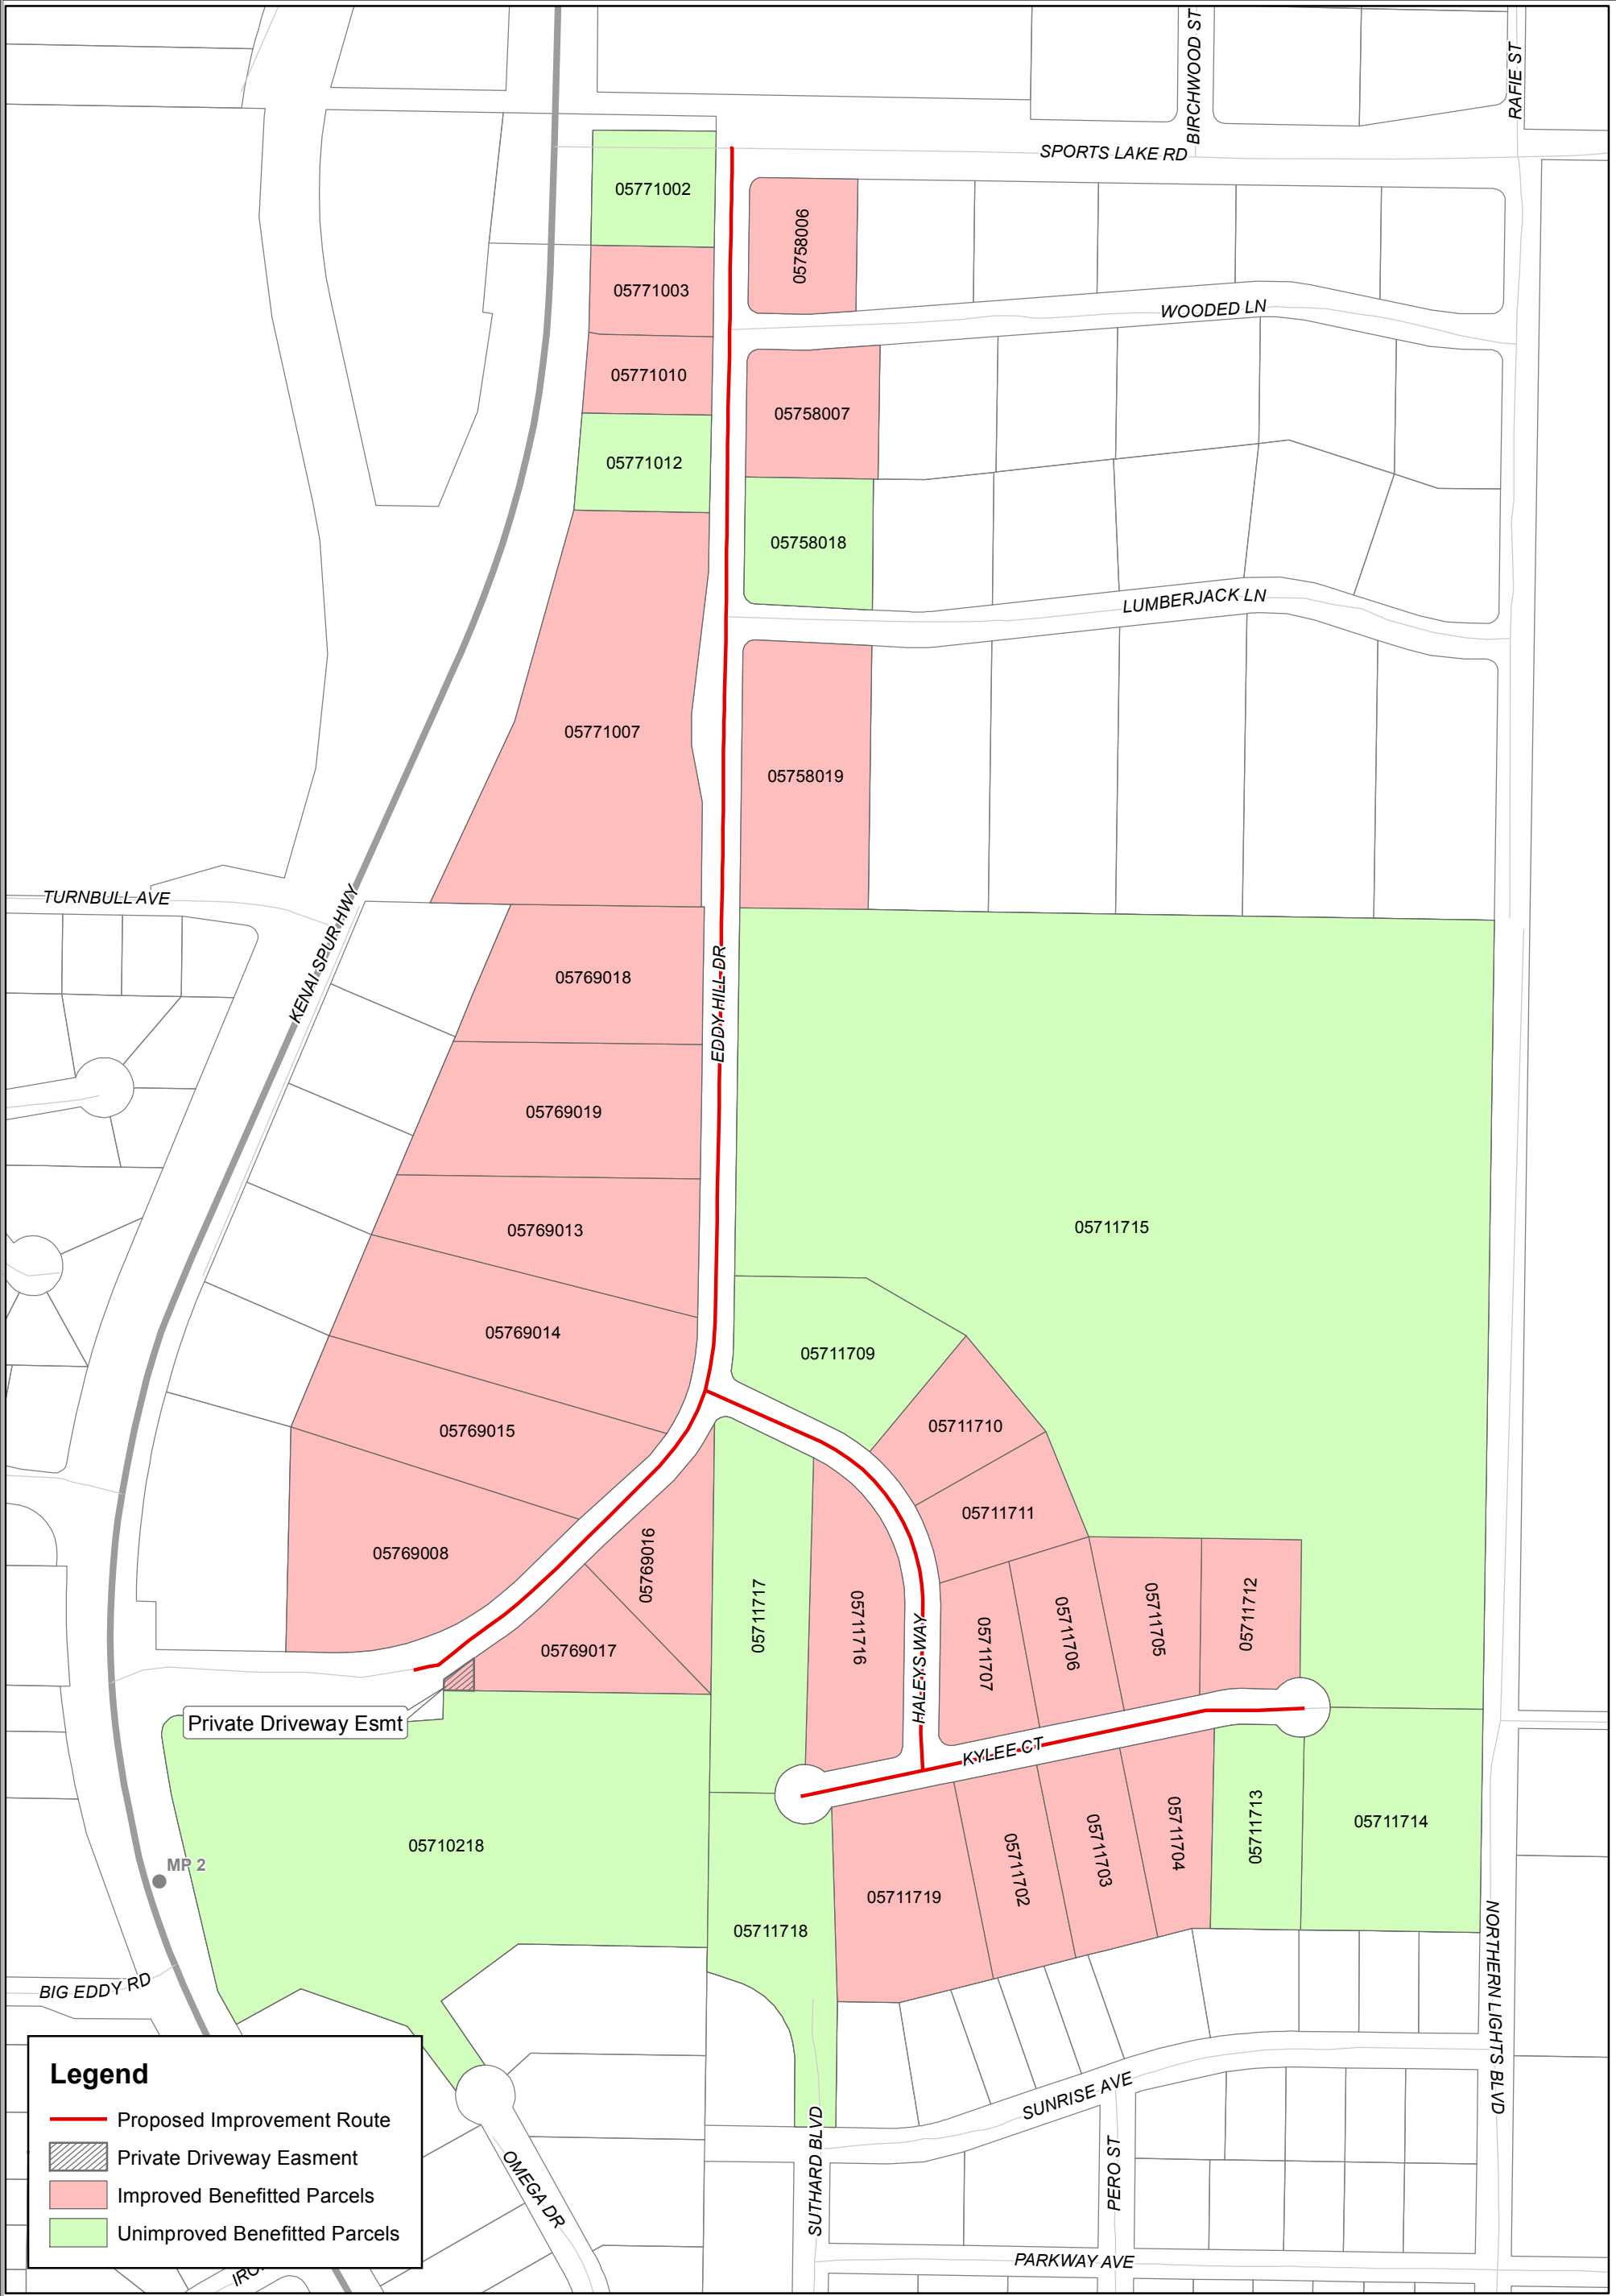 BIRCHWOOD ST
RAFIE ST
SPORTS LAKE RD
05771002
05758006
05771003
WOODED LN
05771010
05758007
05771012
05758018
LUMBERJACK LN
05771007
05758019
TURNBULL AVE
KENAI SPUR HWY
EDDY HILL DR
05769018
05769019
05711715
05769013
05769014
05711709
05769015
05711710
05711711
05769008
05769016
05711717
05711716
HALEYS WAY
05711707
05711706
05711705
05711712
05769017
Private Driveway Esmt
KYLEE CT
05710218
MP 2
05711719
05711702
05711703
05711704
05711713
05711714
05711718
NORTHERN LIGHTS BLVD
BIG EDDY RD
SUNRISE AVE
SUTHARD BLVD
PERO ST
OMEGA DR
PARKWAY AVE
Legend
Proposed Improvement Route
Private Driveway Easment
Improved Benefitted Parcels
Unimproved Benefitted Parcels